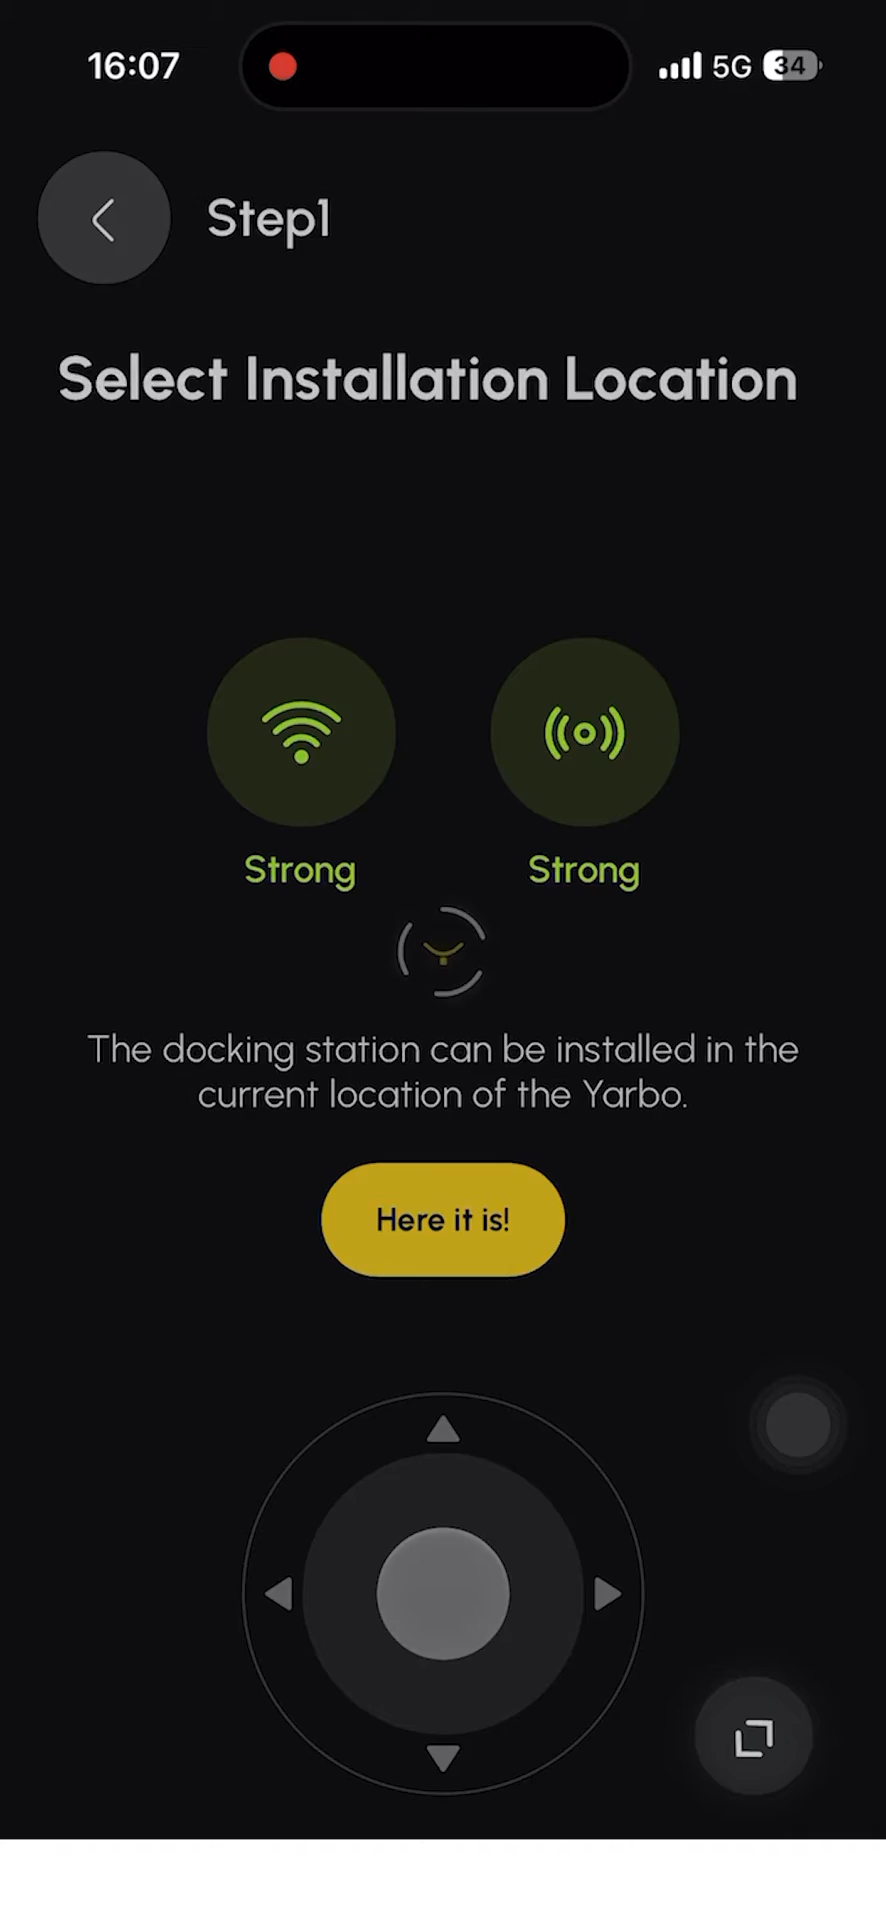 16:07
5G
34
Step1
Select Installation Location
Strong
Strong
The docking station can be installed in the
current location of the Yarbo.
Here it is!